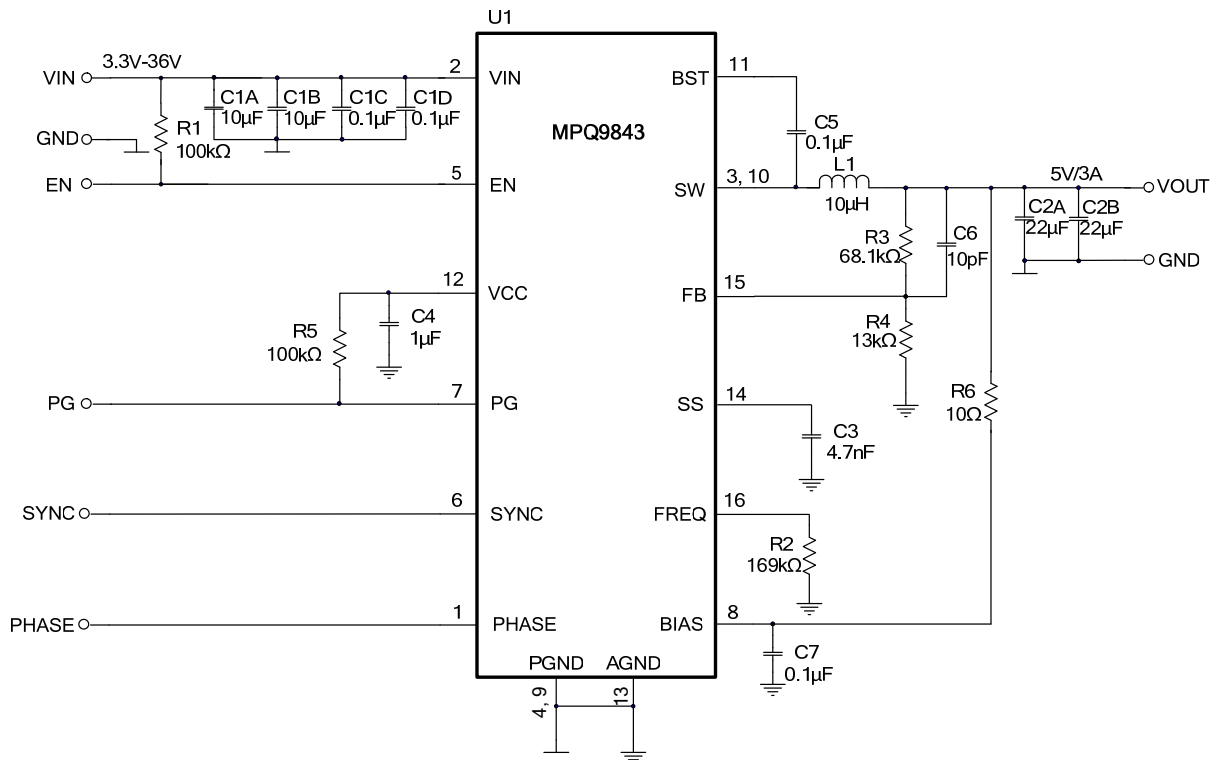 U1
MPQ9843
VIN
3.3V-36V
2
VIN
C1A
10µF
C1B
10µF
C1C
0.1µF
C1D
0.1µF
GND
R1
100kΩ
EN
5
EN
12
VCC
R5
100kΩ
C4
1µF
PG
7
PG
SYNC
6
SYNC
PHASE
1
PHASE
PGND
AGND
4, 9
13
BST
11
C5
0.1µF
SW
3, 10
L1
10µH
5V/3A
VOUT
C2A
22µF
C2B
22µF
GND
R3
68.1kΩ
C6
10pF
FB
15
R4
13kΩ
SS
14
C3
4.7nF
R6
10Ω
FREQ
16
R2
169kΩ
BIAS
8
C7
0.1µF